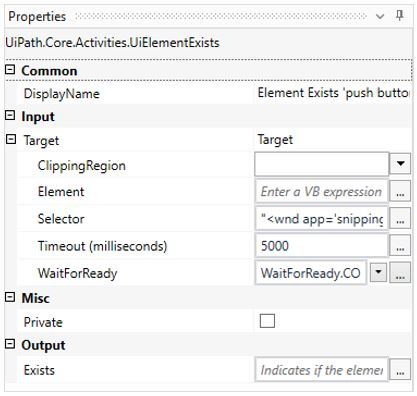 Properties
UiPath.Core.Activities.UiElementExists
Common
DisplayName Element Exists 'push butto
Input
Target Target
ClippingRegion
Element Enter a VB expression ...
Selector "<wnd app='snipping ...
Timeout (milliseconds) 5000 ...
WaitForReady WaitForReady.CO ...
Misc
Private
Output
Exists Indicates if the elemen ...